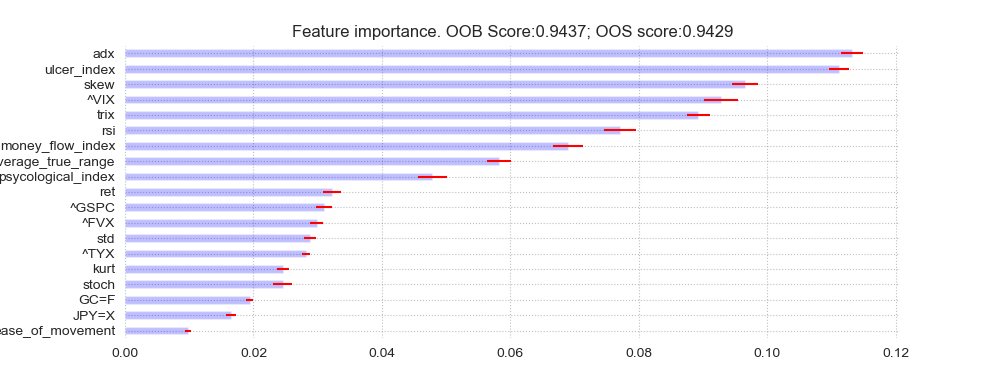 Feature importance. OOB Score:0.9437; OOS score:0.9429
adx
ulcer_index
skew
^VIX
trix
rsi
money_flow_index
verage_true_range
psycological_index
ret
^GSPC
^FVX
std
^TYX
kurt
stoch
GC=F
JPY=X
ease_of_movement
0.00 0.02 0.04 0.06 0.08 0.10 0.12